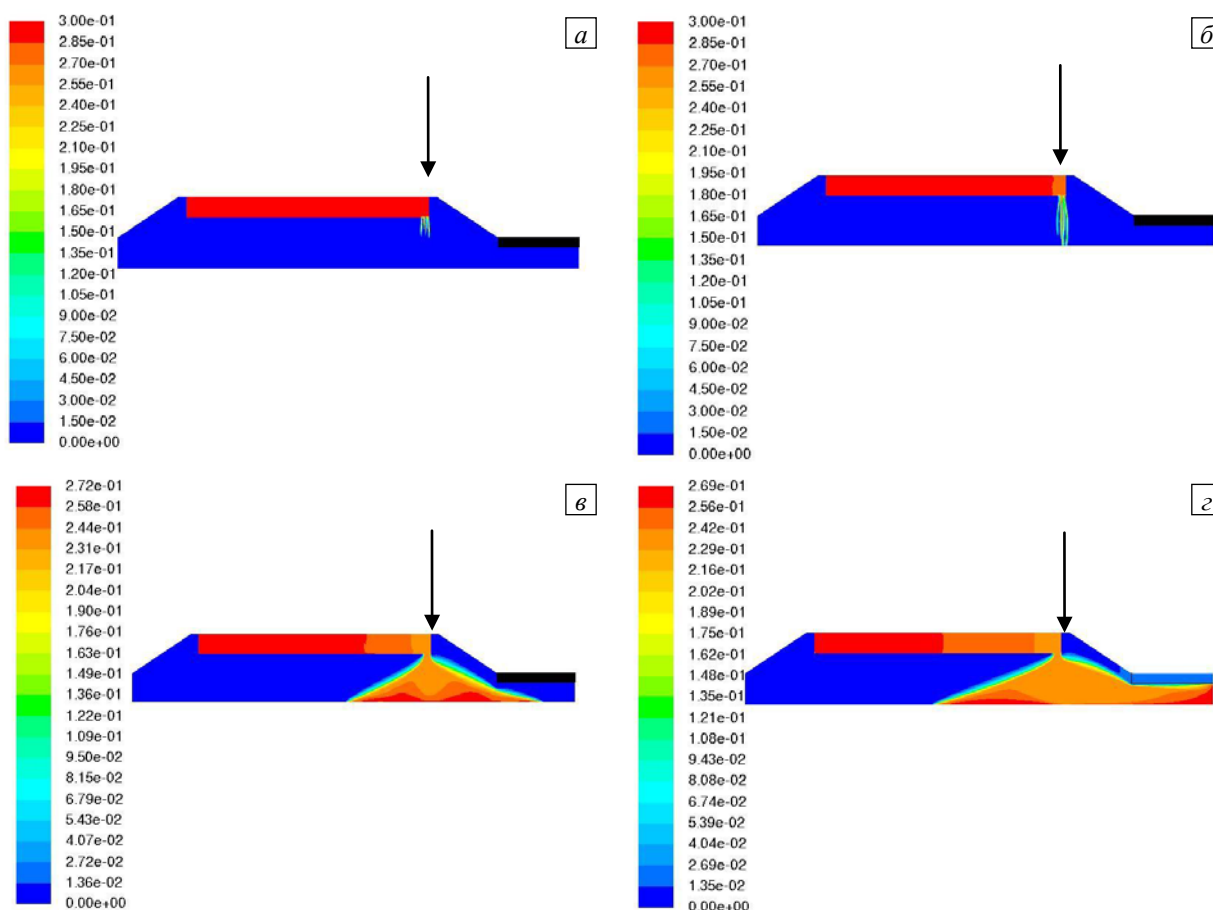 3.00e-01
2.85e-01
2.70e-01
2.55e-01
2.40e-01
2.25e-01
2.10e-01
1.95e-01
1.80e-01
1.65e-01
1.50e-01
1.35e-01
1.20e-01
1.05e-01
9.00e-02
7.50e-02
6.00e-02
4.50e-02
3.00e-02
1.50e-02
0.00e+00
а
3.00e-01
2.85e-01
2.70e-01
2.55e-01
2.40e-01
2.25e-01
2.10e-01
1.95e-01
1.80e-01
1.65e-01
1.50e-01
1.35e-01
1.20e-01
1.05e-01
9.00e-02
7.50e-02
6.00e-02
4.50e-02
3.00e-02
1.50e-02
0.00e+00
б
2.72e-01
2.58e-01
2.44e-01
2.31e-01
2.17e-01
2.04e-01
1.90e-01
1.76e-01
1.63e-01
1.49e-01
1.36e-01
1.22e-01
1.09e-01
9.50e-02
8.15e-02
6.79e-02
5.43e-02
4.07e-02
2.72e-02
1.36e-02
0.00e+00
в
2.69e-01
2.56e-01
2.42e-01
2.29e-01
2.16e-01
2.02e-01
1.89e-01
1.75e-01
1.62e-01
1.48e-01
1.35e-01
1.21e-01
1.08e-01
9.43e-02
8.08e-02
6.74e-02
5.39e-02
4.04e-02
2.69e-02
1.35e-02
0.00e+00
г